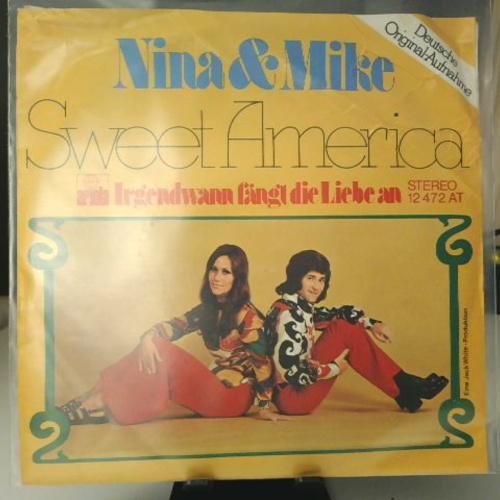 Nina & Mike
Deutsche
Original-Aufnahme
Sweet America
ariola
Irgendwann fängt die Liebe an
STEREO
12 472 AT
Eine Jack White-Produktion